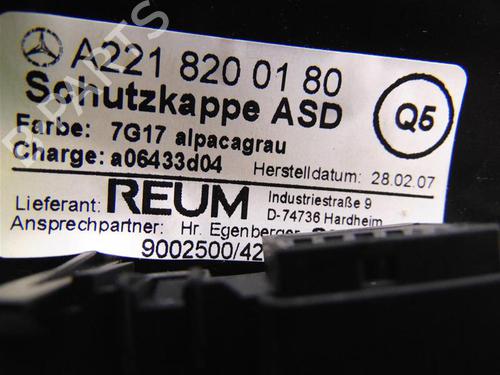 A221 820 01 80
Schutzkappe ASD
Q5
Farbe: 7G17 alpacagrau
Charge: a06433d04
Herstelldatum: 28.02.07
Lieferant: REUM
Industriestraße 9
D-74736 Hardheim
Ansprechpartner: Hr. Egenberger
9002500/42